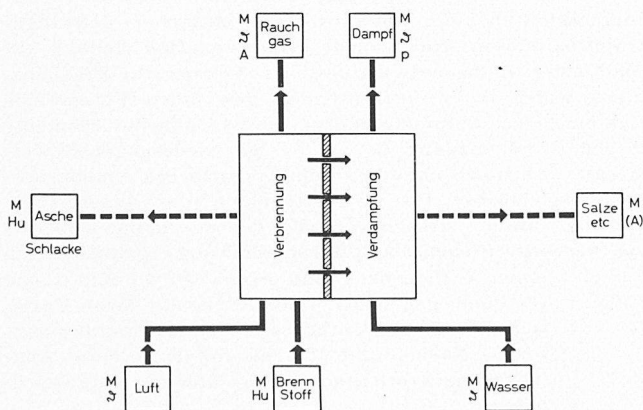 M
ϑ
A
Rauch
gas
Dampf
M
ϑ
p
Verbrennung
Verdampfung
M
Hu
Asche
Schlacke
Salze
etc
M
(A)
M
ϑ
Luft
M
Hu
Brenn
Stoff
M
ϑ
Wasser